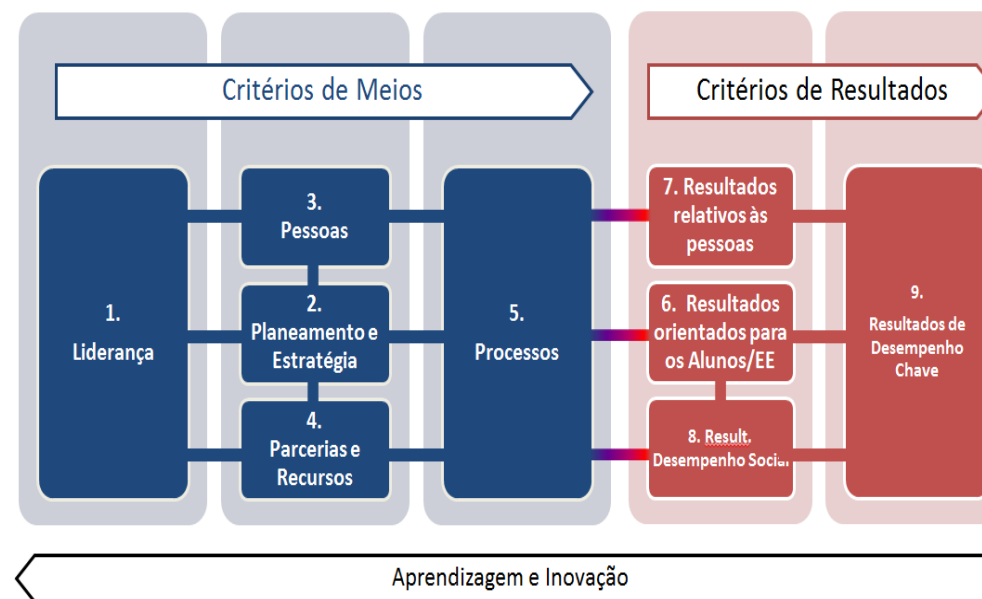 Critérios de Meios
Critérios de Resultados
1.
Liderança
3.
Pessoas
2.
Planeamento e
Estratégia
4.
Parcerias e
Recursos
5.
Processos
7. Resultados
relativos às
pessoas
6. Resultados
orientados para
os Alunos/EE
8. Result.
Desempenho Social
9.
Resultados de
Desempenho
Chave
Aprendizagem e Inovação